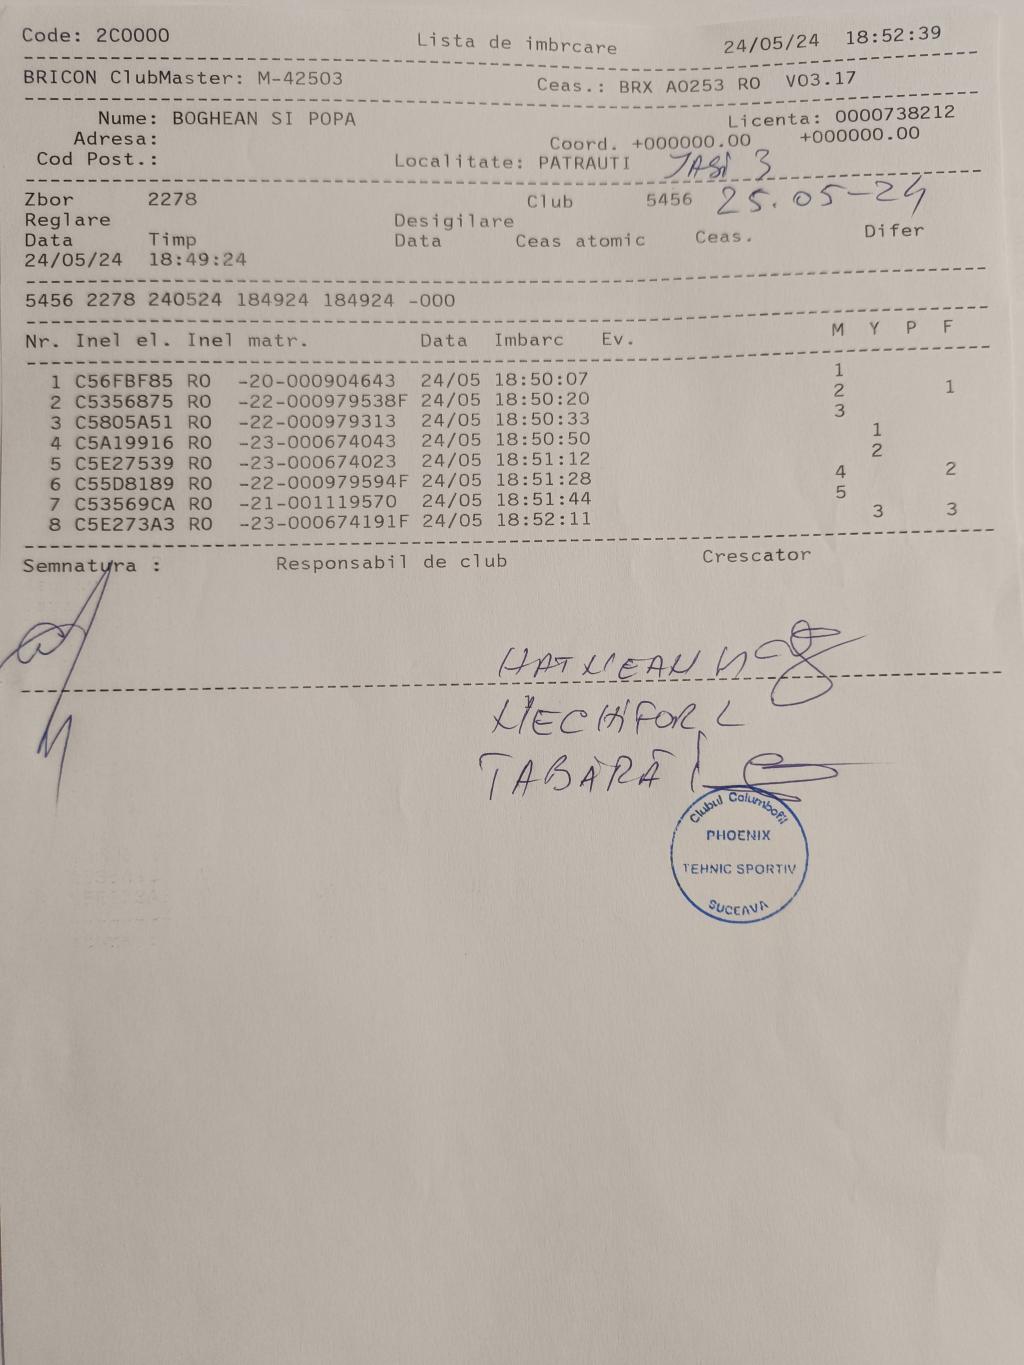 Code: 2C0000 Lista de imbrcare 24/05/24 18:52:39
BRICON ClubMaster: M-42503 Ceas.: BRX A0253 RO V03.17
Nume: BOGHEAN SI POPA Licenta: 0000738212
Adresa: Coord. +000000.00 +000000.00
Cod Post.: Localitate: PATRAUTI IASI 3
Zbor 2278 Club 5456 25.05-24
Reglare Desigilare
Data Timp Data Ceas atomic Ceas. Difer
24/05/24 18:49:24
5456 2278 240524 184924 184924 -000
Nr. Inel el. Inel matr. Data Imbarc Ev. M Y P F
1 C56FBF85 RO -20-000904643 24/05 18:50:07 1
2 C5356875 RO -22-000979538F 24/05 18:50:20 2 1
3 C5805A51 RO -22-000979313 24/05 18:50:33 3
4 C5A19916 RO -23-000674043 24/05 18:50:50 1
5 C5E27539 RO -23-000674023 24/05 18:51:12 2
6 C55D8189 RO -22-000979594F 24/05 18:51:28 4 2
7 C53569CA RO -21-001119570 24/05 18:51:44 5
8 C5E273A3 RO -23-000674191F 24/05 18:52:11 3 3
Semnatura : Responsabil de club Crescator
HATNEAN
NECHIFOR L
TABĂRĂ I
Clubul Columbofil
PHOENIX
TEHNIC SPORTIV
SUCEAVA